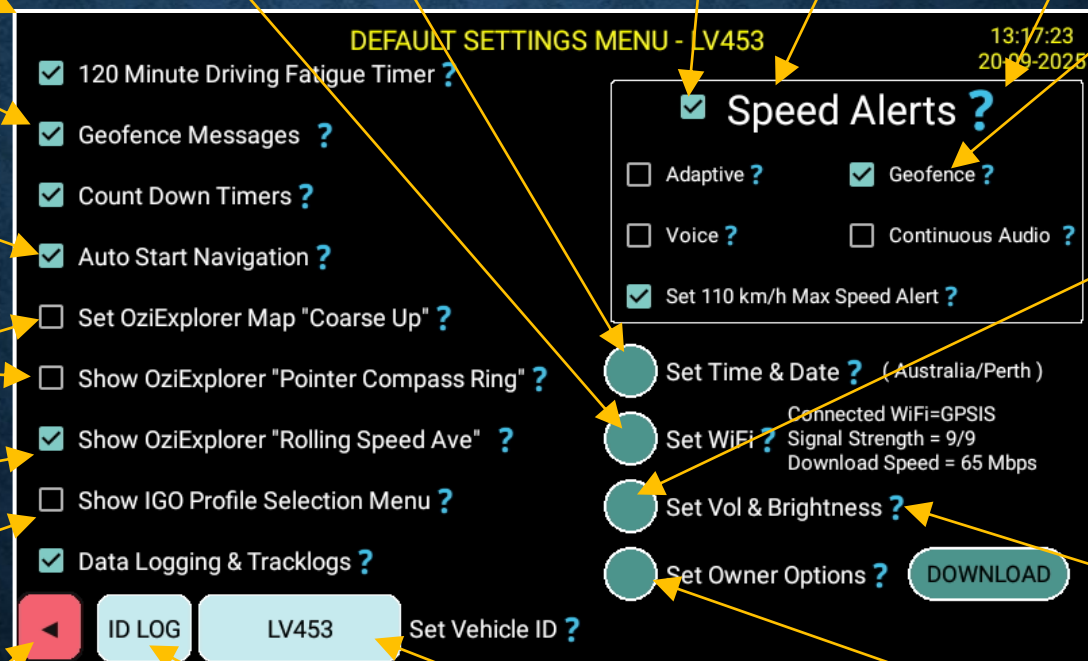 DEFAULT SETTINGS MENU - LV453
13:17:23
20-09-2025
120 Minute Driving Fatigue Timer ?
Geofence Messages ?
Count Down Timers ?
Auto Start Navigation ?
Set OziExplorer Map "Coarse Up" ?
Show OziExplorer "Pointer Compass Ring" ?
Show OziExplorer "Rolling Speed Ave" ?
Show IGO Profile Selection Menu ?
Data Logging & Tracklogs ?
Speed Alerts ?
Adaptive ? Geofence ?
Voice ? Continuous Audio ?
Set 110 km/h Max Speed Alert ?
Set Time & Date ? ( Australia/Perth )
Set WiFi ?
Connected WiFi=GPSIS
Signal Strength = 9/9
Download Speed = 65 Mbps
Set Vol & Brightness ?
Set Owner Options ? DOWNLOAD
ID LOG LV453 Set Vehicle ID ?